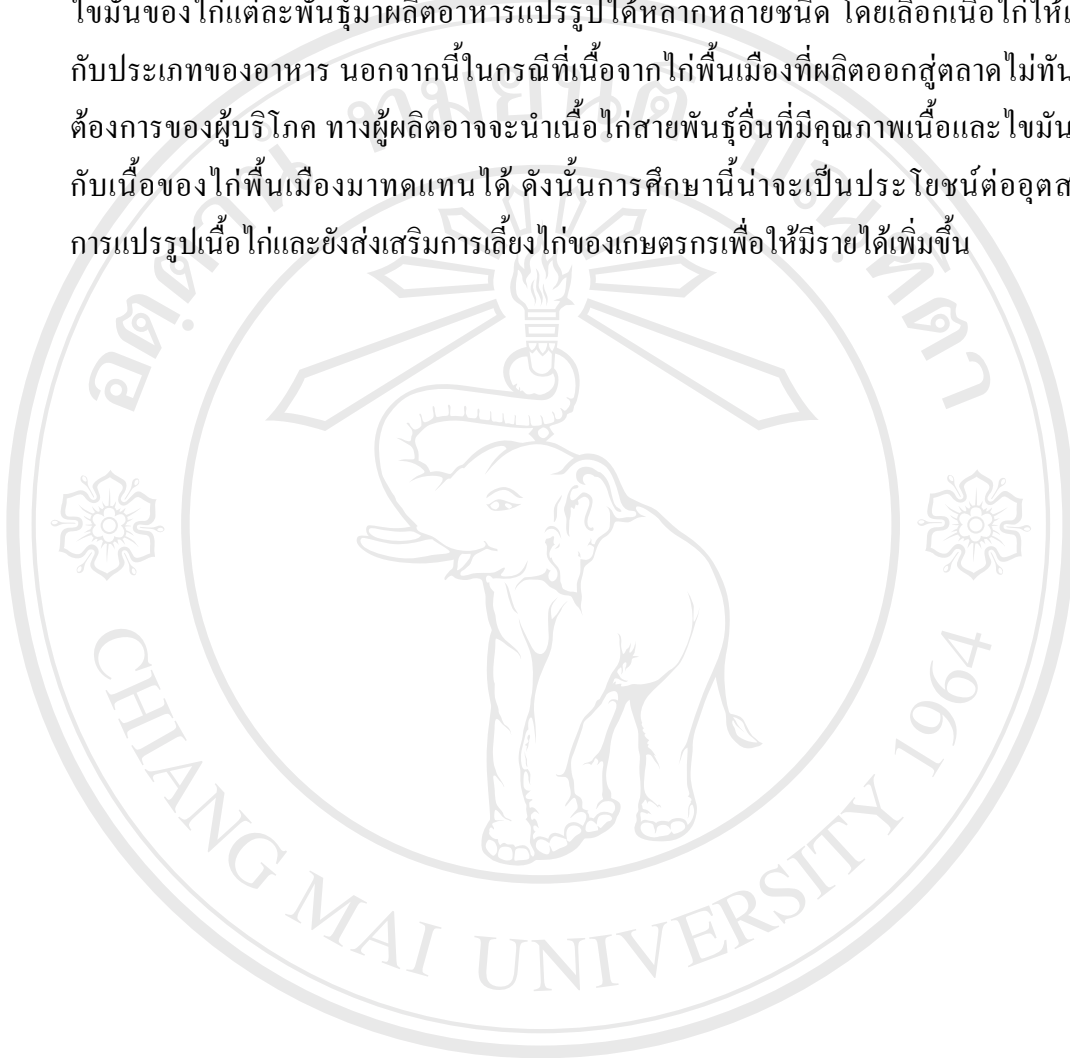 ไขมันของไก่แต่ละพันธุ์มาผลิตอาหารแปรรูปได้หลากหลายชนิด โดยเลือกเนื้อไก่ให้
กับประเภทของอาหาร นอกจากนี้ในกรณีที่เนื้อจากไก่พื้นเมืองที่ผลิตออกสู่ตลาดไม่ทัน
ต้องการของผู้บริโภค ทางผู้ผลิตอาจจะนำเนื้อไก่สายพันธุ์อื่นที่มีคุณภาพเนื้อและไขมัน
กับเนื้อของไก่พื้นเมืองมาทดแทนได้ ดังนั้นการศึกษานี้น่าจะเป็นประโยชน์ต่ออุตส
การแปรรูปเนื้อไก่และยังส่งเสริมการเลี้ยงไก่ของเกษตรกรเพื่อให้มีรายได้เพิ่มขึ้น
อตฺตานํ ทมยนฺติ ปณฺฑิตา
CHIANG MAI UNIVERSITY 1964